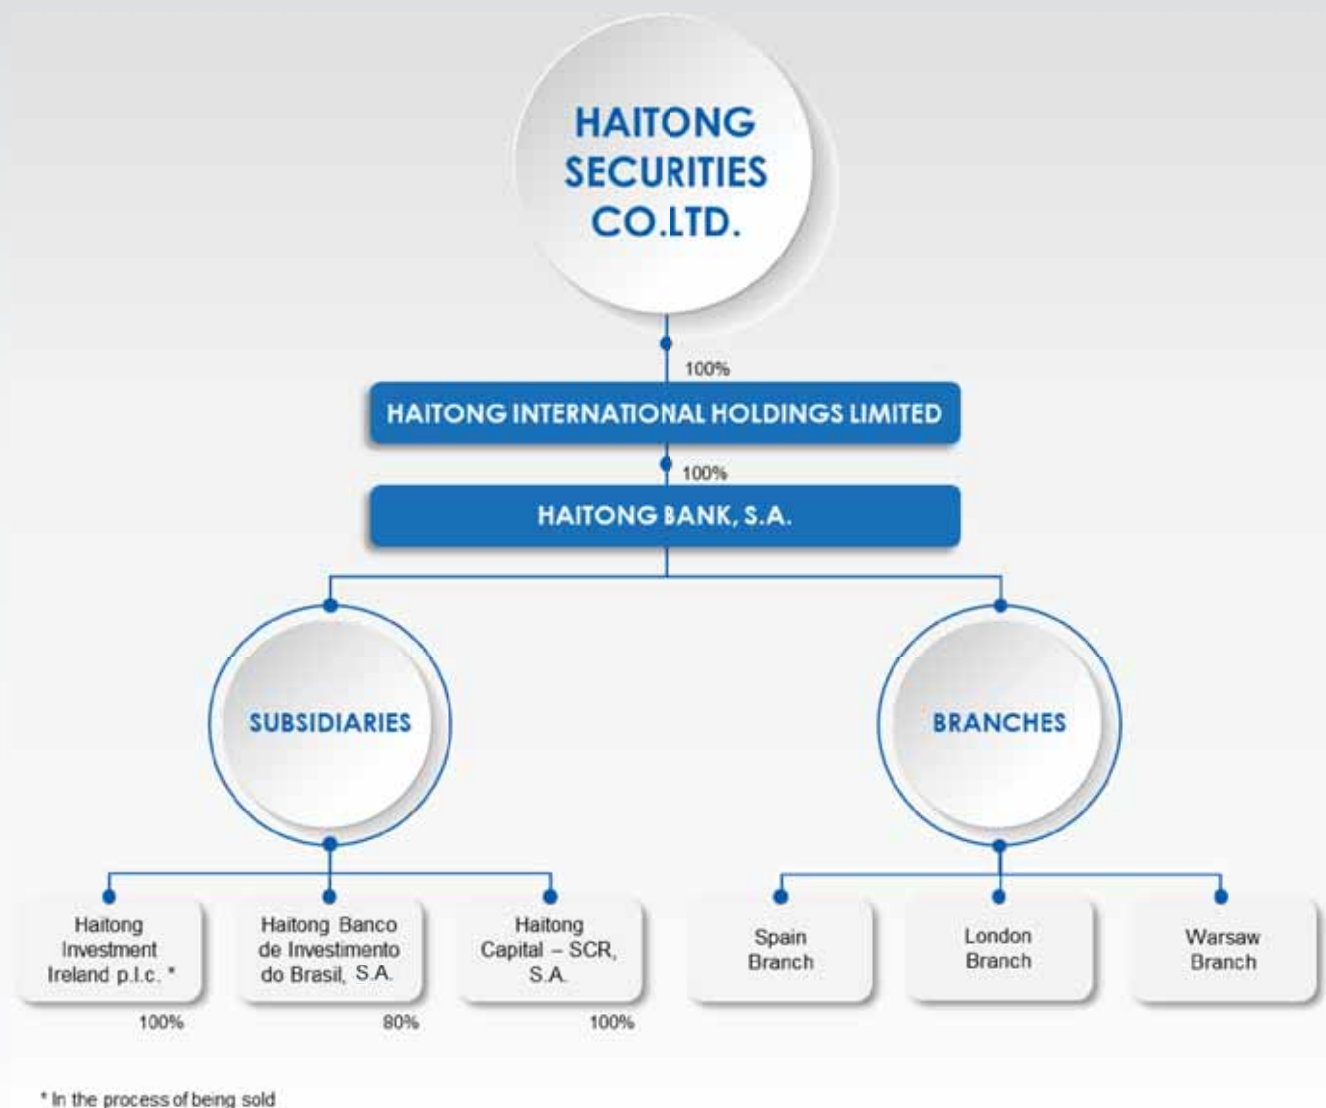 HAITONG
SECURITIES
CO.LTD.
100%
HAITONG INTERNATIONAL HOLDINGS LIMITED
100%
HAITONG BANK, S.A.
SUBSIDIARIES
BRANCHES
Haitong
Investment
Ireland p.l.c. *
100%
Haitong Banco
de Investimento
do Brasil, S.A.
80%
Haitong
Capital – SCR,
S.A.
100%
Spain
Branch
London
Branch
Warsaw
Branch
* In the process of being sold